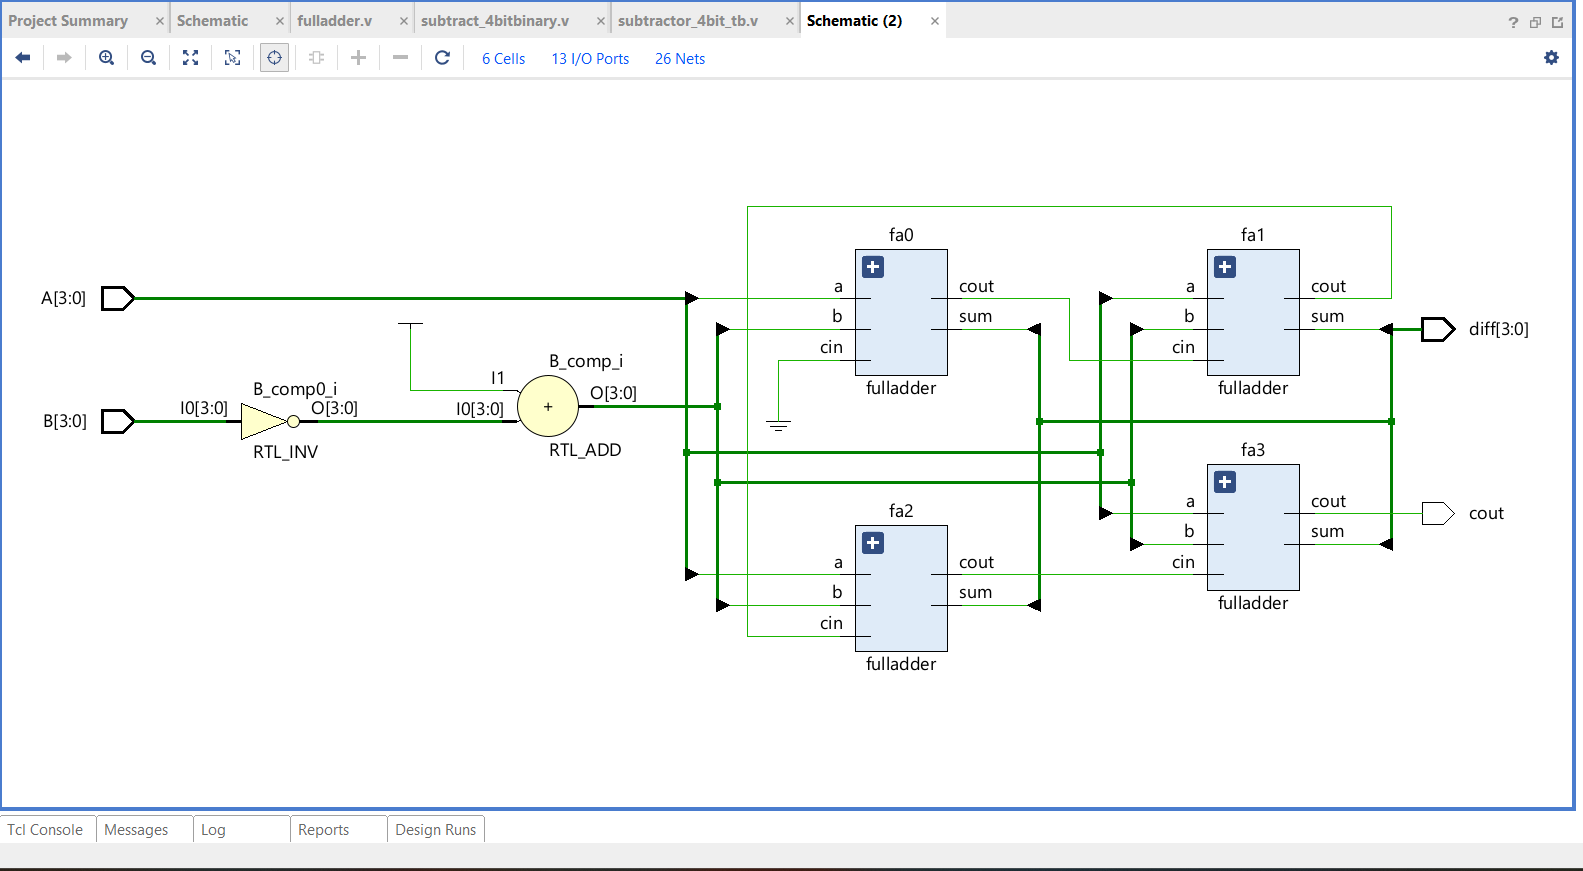 Project Summary × Schematic × fulladder.v × subtract_4bitbinary.v × subtractor_4bit_tb.v × Schematic (2) × ?
6 Cells 13 I/O Ports 26 Nets
fa0 fa1
a cout a cout
A[3:0]
b sum b sum
diff[3:0]
cin cin
B_comp_i
I1
fulladder fulladder
B_comp0_i O[3:0]
I0[3:0] O[3:0] I0[3:0] +
B[3:0]
RTL_INV RTL_ADD fa3
a cout
fa2 cout
b sum
a cout cin
b sum
fulladder
cin
fulladder
Tcl Console Messages Log Reports Design Runs